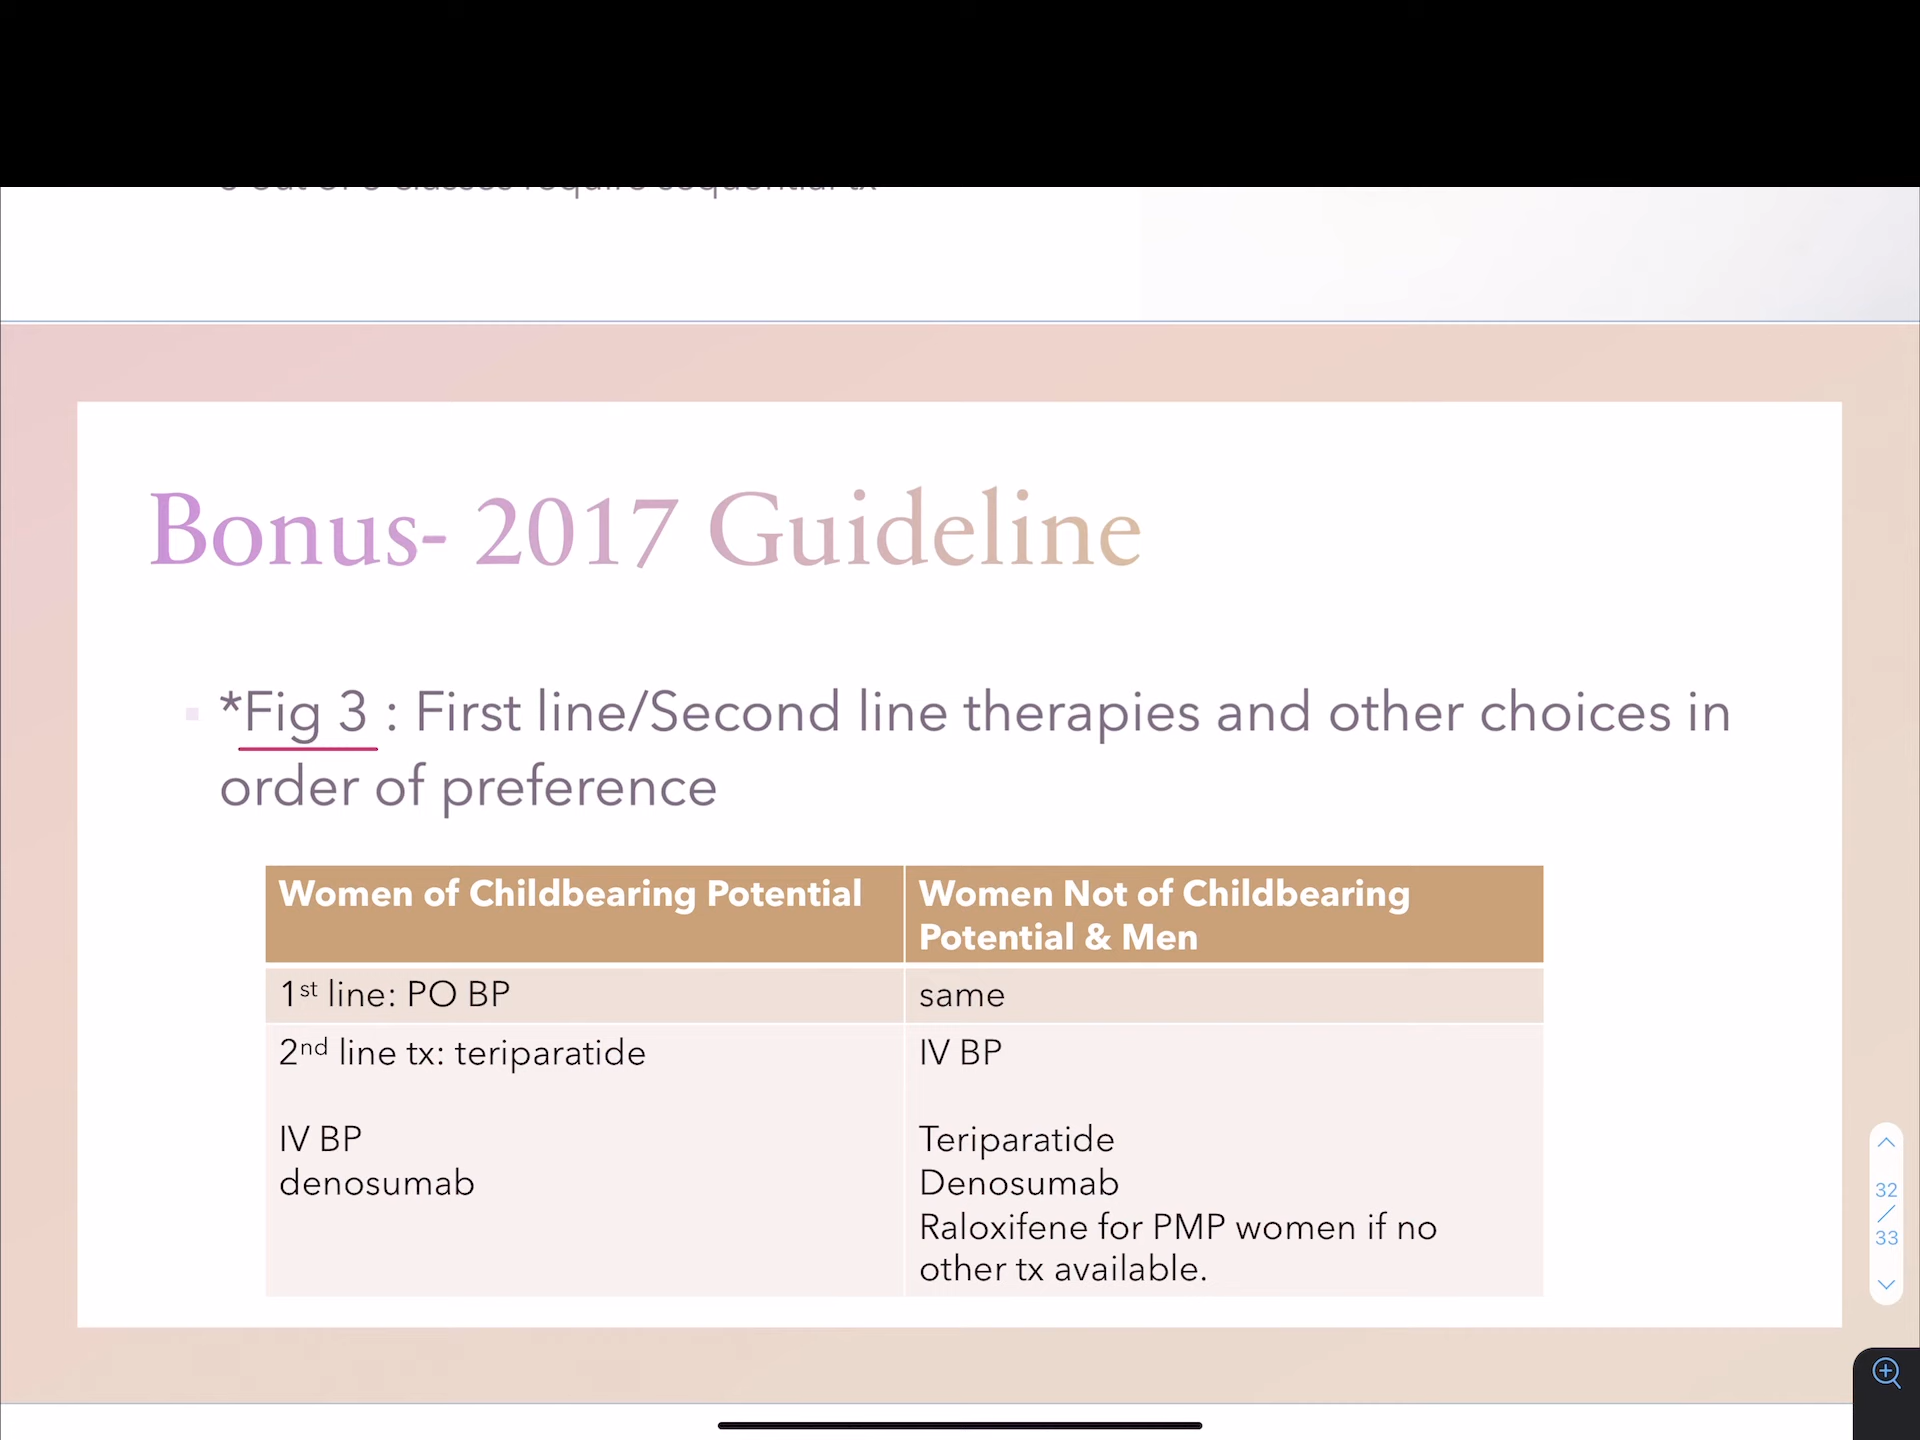 Bonus- 2017 Guideline
*Fig 3 : First line/Second line therapies and other choices in
order of preference
Women of Childbearing Potential
Women Not of Childbearing
Potential & Men
1st line: PO BP
same
2nd line tx: teriparatide
IV BP
denosumab
IV BP
Teriparatide
Denosumab
Raloxifene for PMP women if no
other tx available.
32
/
33